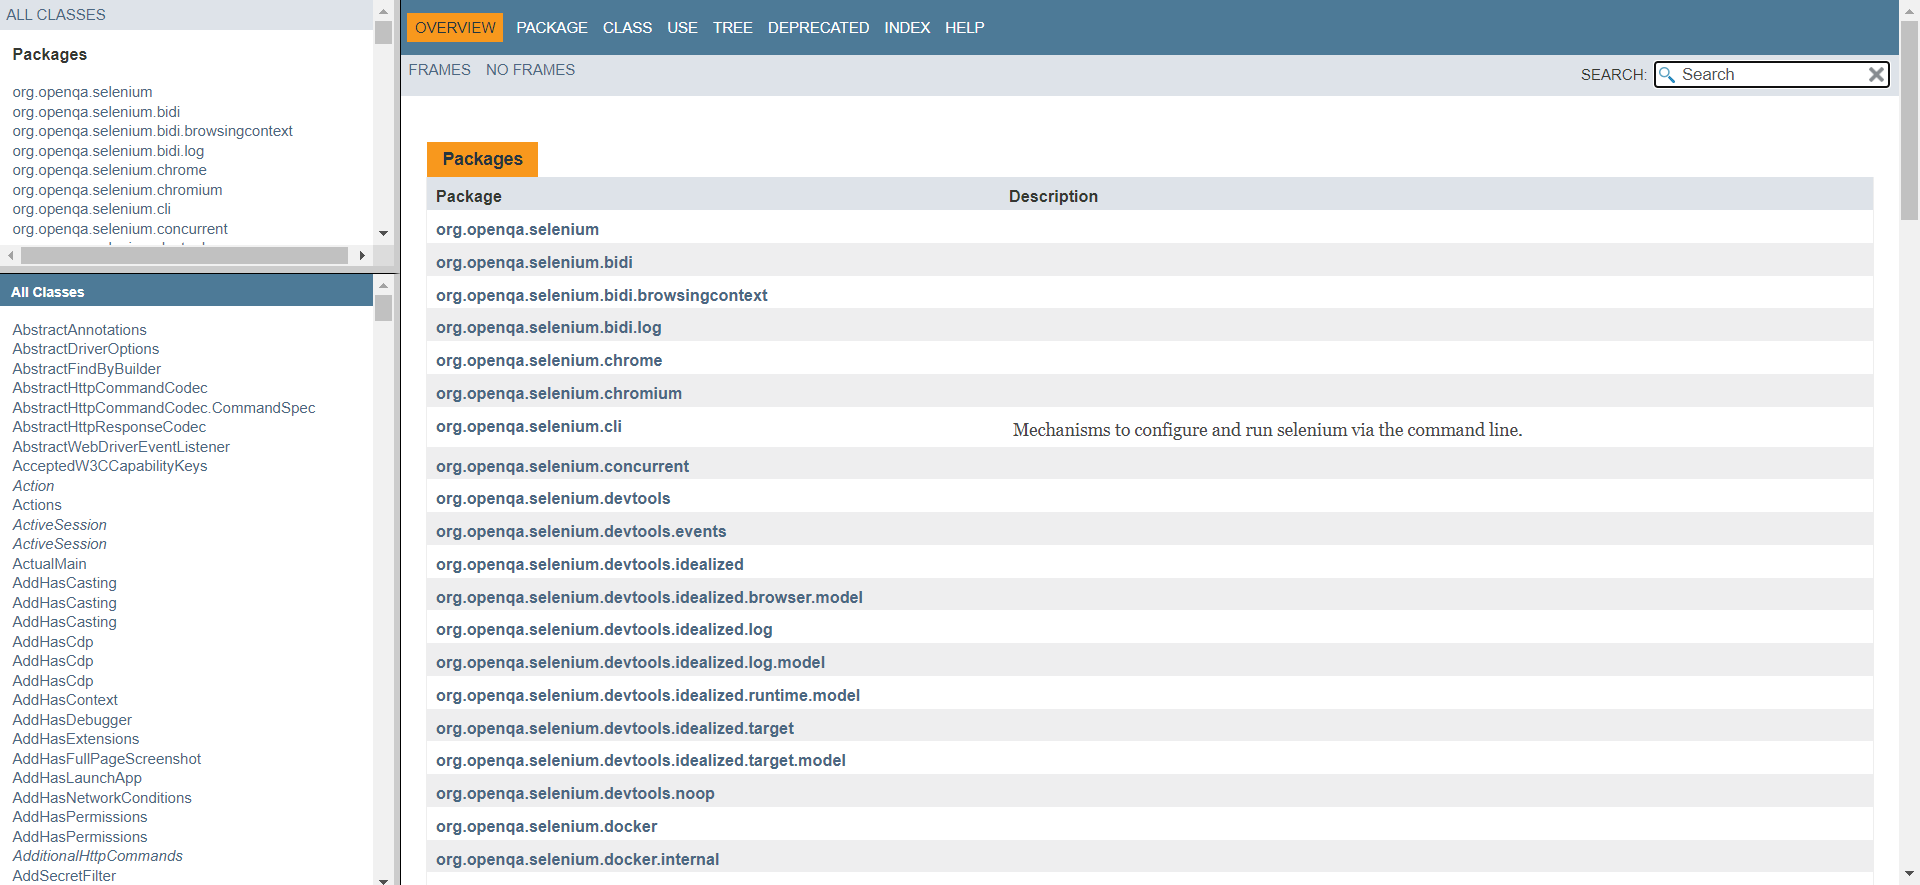 ALL CLASSES
Packages
org.openqa.selenium
org.openqa.selenium.bidi
org.openqa.selenium.bidi.browsingcontext
org.openqa.selenium.bidi.log
org.openqa.selenium.chrome
org.openqa.selenium.chromium
org.openqa.selenium.cli
org.openqa.selenium.concurrent
All Classes
AbstractAnnotations
AbstractDriverOptions
AbstractFindByBuilder
AbstractHttpCommandCodec
AbstractHttpCommandCodec.CommandSpec
AbstractHttpResponseCodec
AbstractWebDriverEventListener
AcceptedW3CCapabilityKeys
Action
Actions
ActiveSession
ActiveSession
ActualMain
AddHasCasting
AddHasCasting
AddHasCasting
AddHasCdp
AddHasCdp
AddHasCdp
AddHasContext
AddHasDebugger
AddHasExtensions
AddHasFullPageScreenshot
AddHasLaunchApp
AddHasNetworkConditions
AddHasPermissions
AddHasPermissions
AdditionalHttpCommands
AddSecretFilter
OVERVIEW PACKAGE CLASS USE TREE DEPRECATED INDEX HELP
FRAMES NO FRAMES SEARCH: Search
Packages
Package Description
org.openqa.selenium
org.openqa.selenium.bidi
org.openqa.selenium.bidi.browsingcontext
org.openqa.selenium.bidi.log
org.openqa.selenium.chrome
org.openqa.selenium.chromium
org.openqa.selenium.cli Mechanisms to configure and run selenium via the command line.
org.openqa.selenium.concurrent
org.openqa.selenium.devtools
org.openqa.selenium.devtools.events
org.openqa.selenium.devtools.idealized
org.openqa.selenium.devtools.idealized.browser.model
org.openqa.selenium.devtools.idealized.log
org.openqa.selenium.devtools.idealized.log.model
org.openqa.selenium.devtools.idealized.runtime.model
org.openqa.selenium.devtools.idealized.target
org.openqa.selenium.devtools.idealized.target.model
org.openqa.selenium.devtools.noop
org.openqa.selenium.docker
org.openqa.selenium.docker.internal